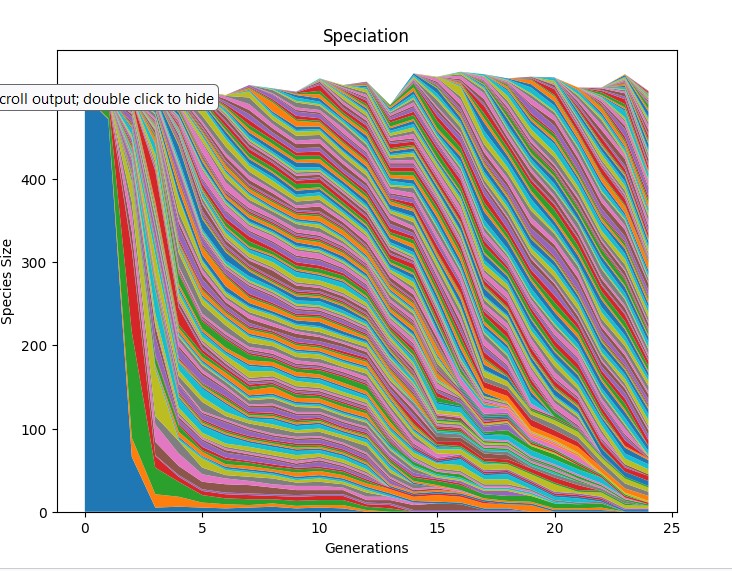 Speciation
croll output; double click to hide
400
300
200
100
0
Species Size
0 5 10 15 20 25
Generations